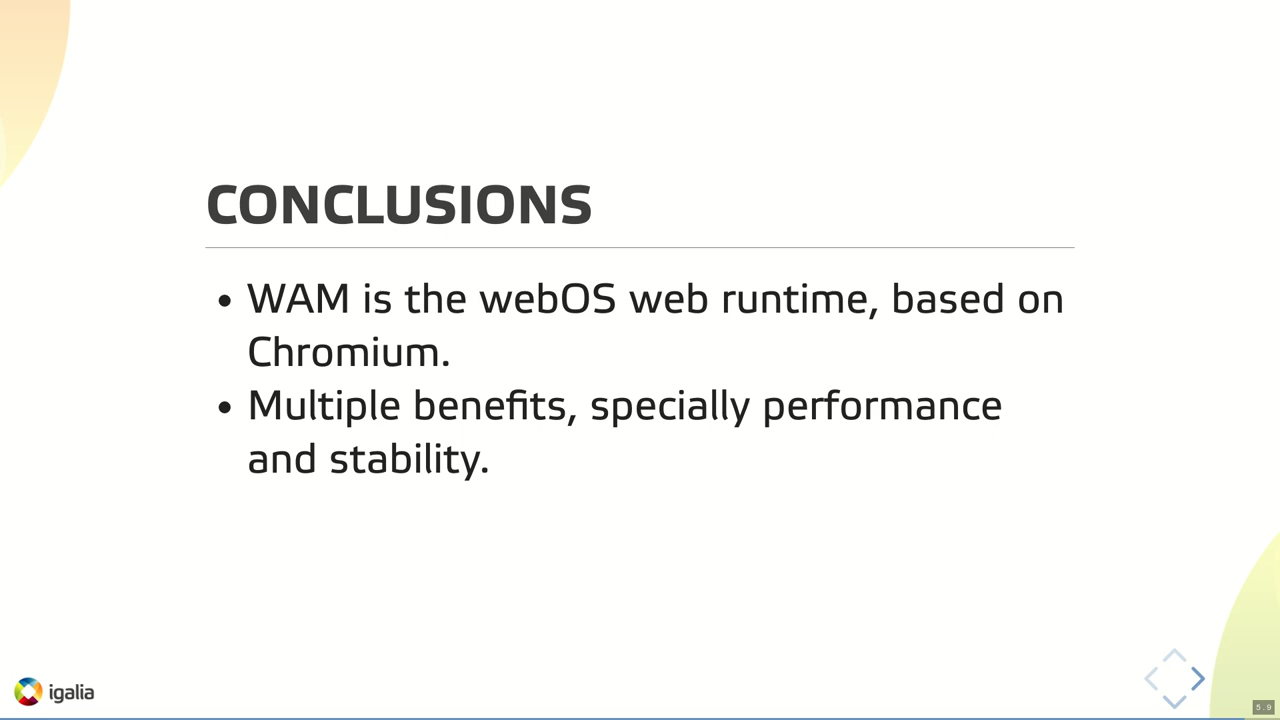 CONCLUSIONS
• WAM is the webOS web runtime, based on
Chromium.
• Multiple benefits, specially performance
and stability.
igalia
5.9